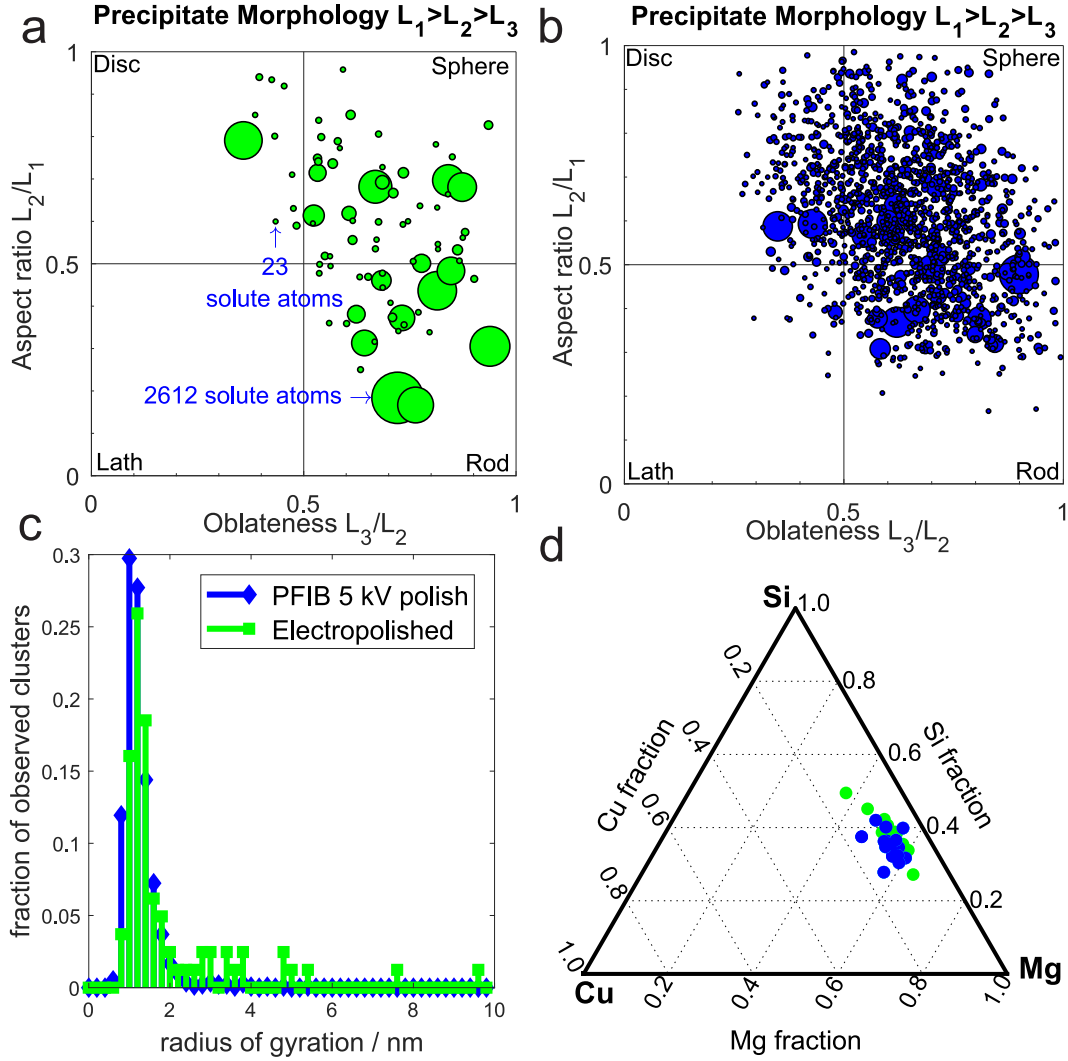 a
Precipitate Morphology L1>L2>L3
1
Disc
Sphere
Aspect ratio L2/L1
0.5
23
solute atoms
2612 solute atoms
Lath
Rod
0
0
0.5
1
Oblateness L3/L2
b
Precipitate Morphology L1>L2>L3
1
Disc
Sphere
Aspect ratio L2/L1
0.5
Lath
Rod
0
0
0.5
1
Oblateness L3/L2
c
0.3
0.25
0.2
0.15
0.1
0.05
0
fraction of observed clusters
PFIB 5 kV polish
Electropolished
0
2
4
6
8
10
radius of gyration / nm
d
Si
1.0
0.2
0.8
0.4
0.6
Cu fraction
Si fraction
0.6
0.4
0.8
0.2
1.0
Cu
Mg
0.2
0.4
0.6
0.8
1.0
Mg fraction